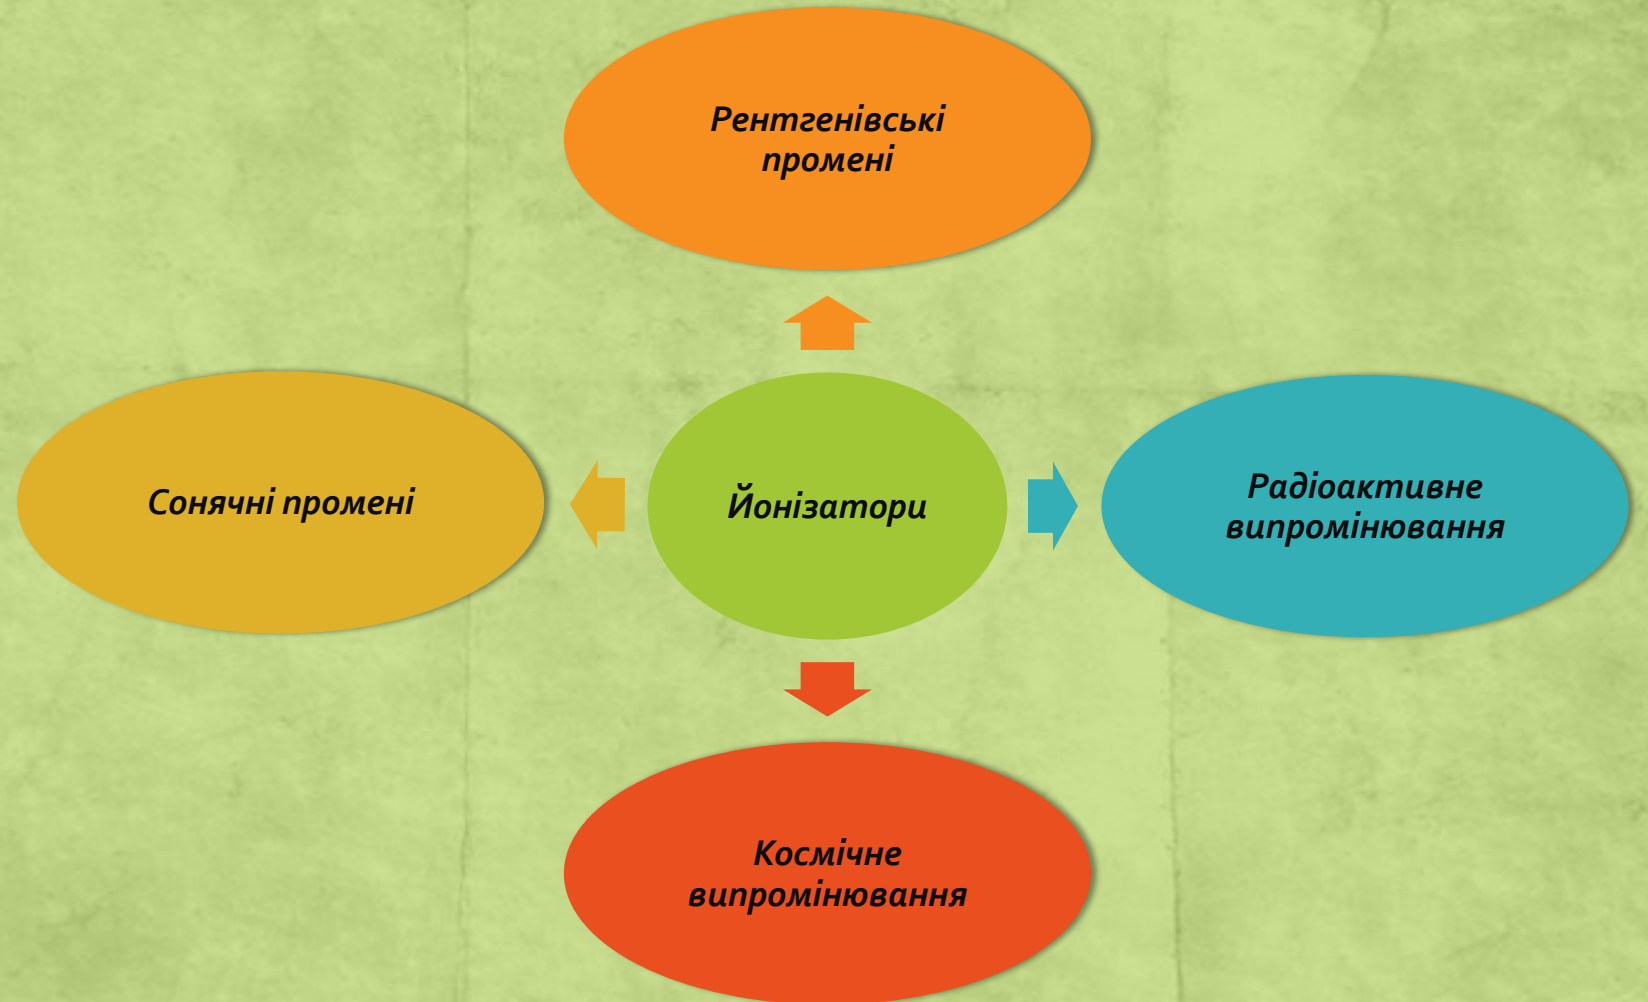 Рентгенівські
промені
Сонячні промені
Йонізатори
Радіоактивне
випромінювання
Космічне
випромінювання